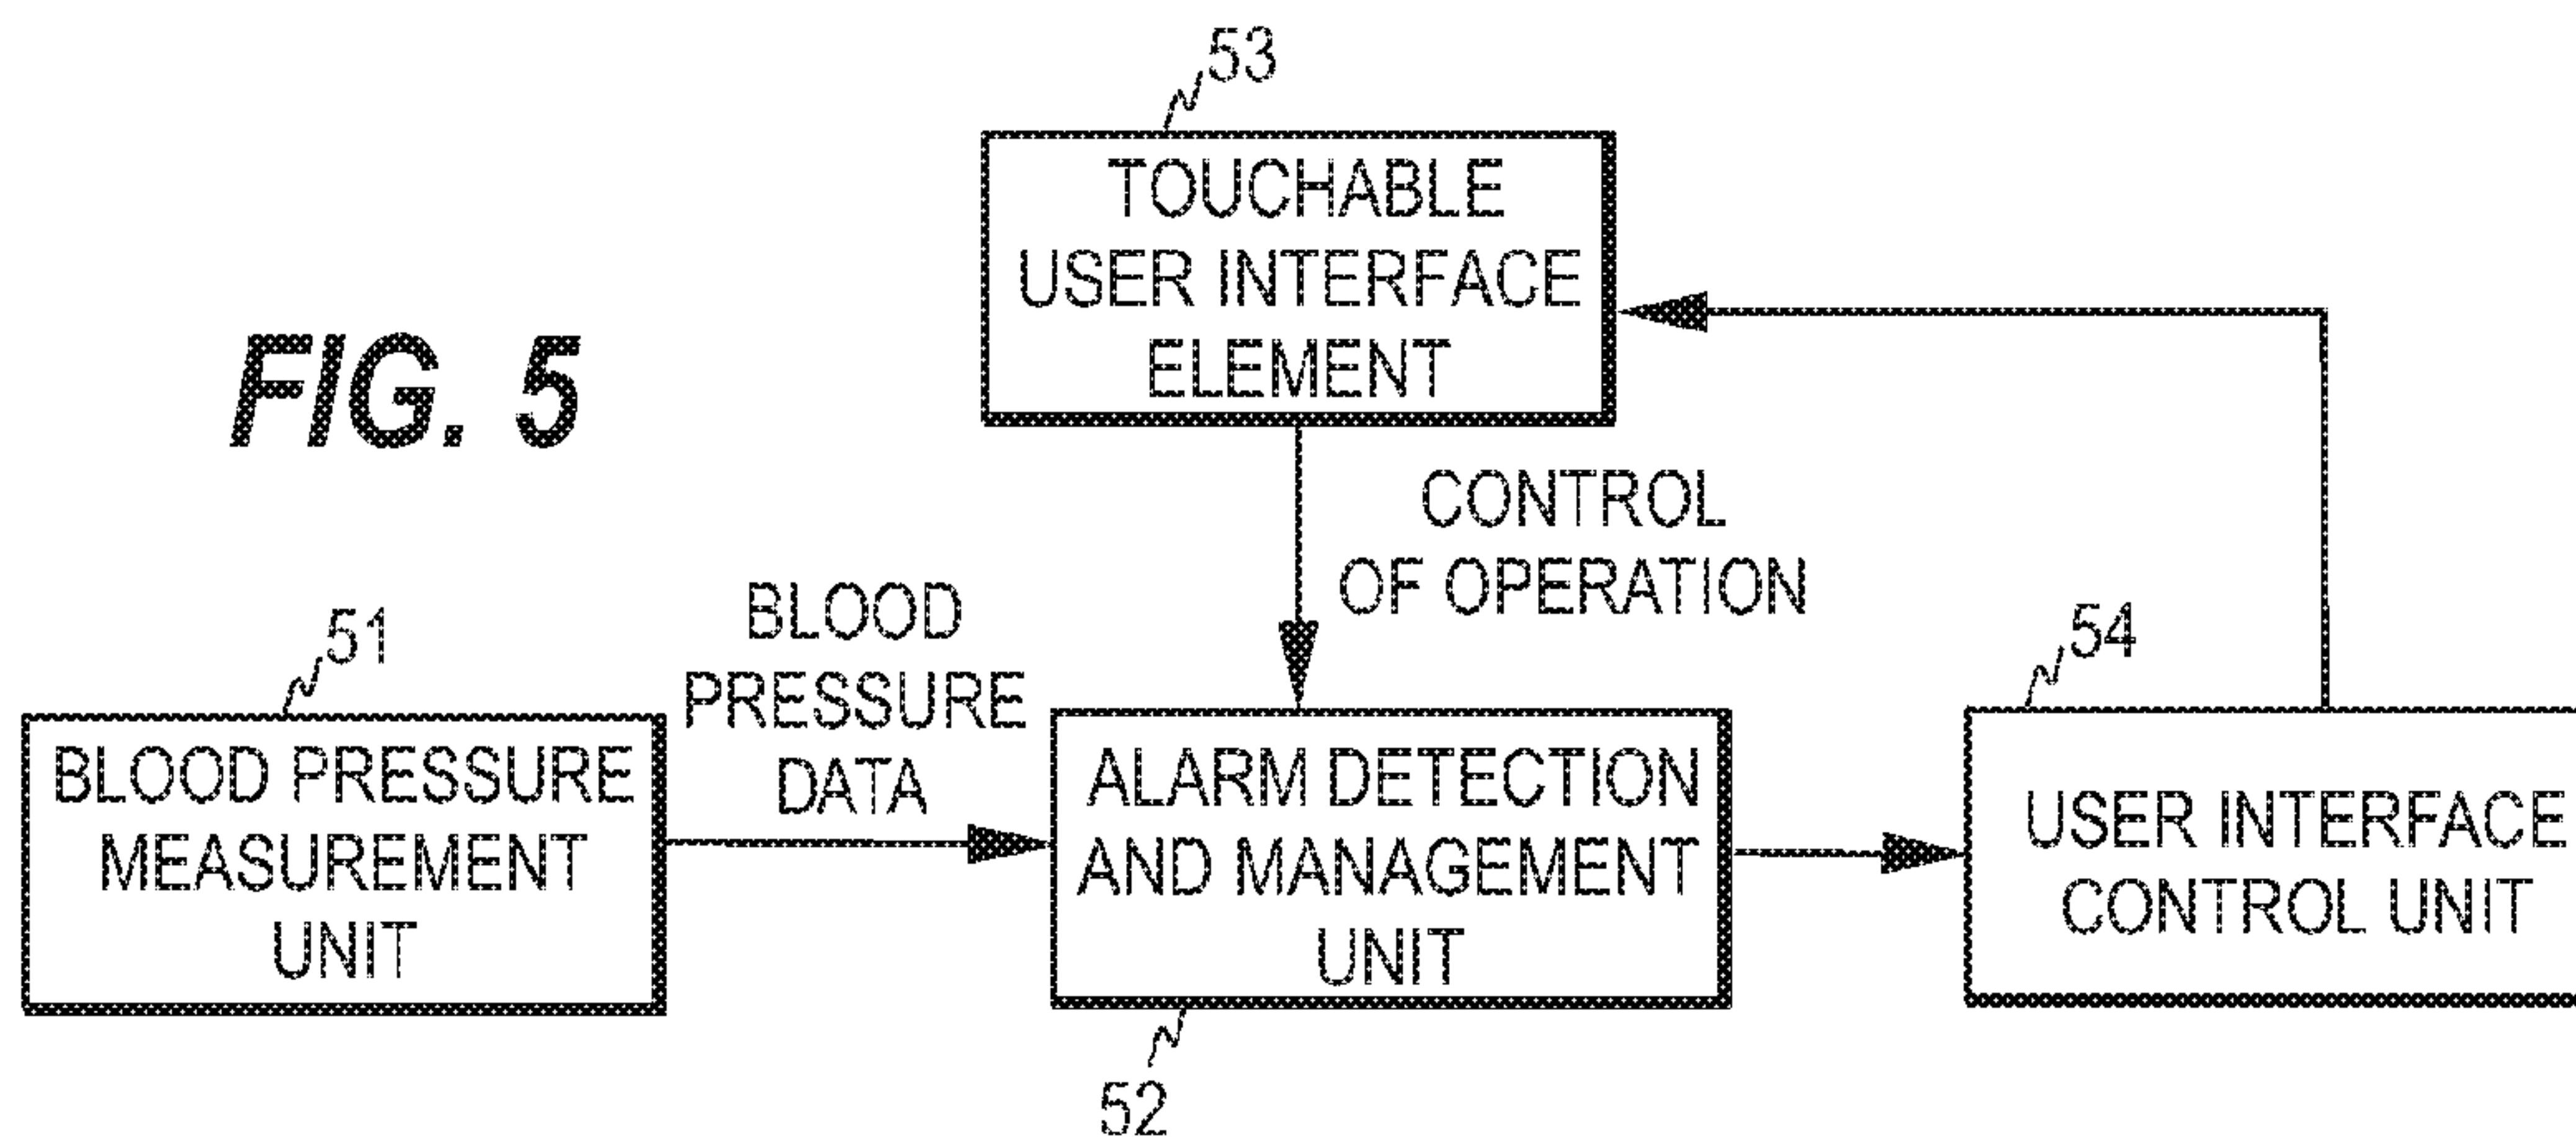 53
TOUCHABLE
USER INTERFACE
ELEMENT
FIG. 5
CONTROL
OF OPERATION
BLOOD
PRESSURE
DATA
51
BLOOD PRESSURE
MEASUREMENT
UNIT
ALARM DETECTION
AND MANAGEMENT
UNIT
52
54
USER INTERFACE
CONTROL UNIT